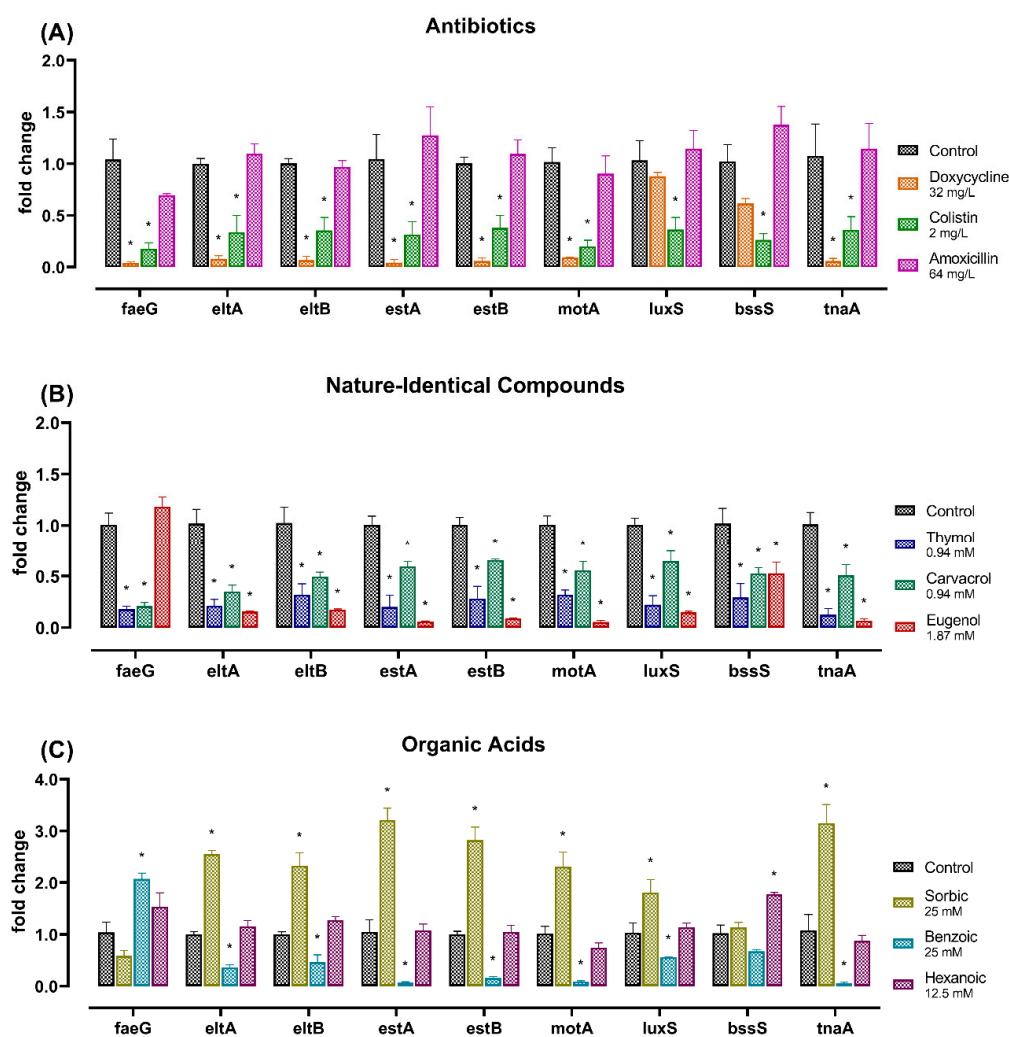 (A)
Antibiotics
fold change
2.0
1.5
1.0
0.5
0.0
* * * * * * * * * * * * * * * *
faeG eltA eltB estA estB motA luxS bssS tnaA
Control
Doxycycline
32 mg/L
Colistin
2 mg/L
Amoxicillin
64 mg/L
(B)
Nature-Identical Compounds
fold change
2.0
1.5
1.0
0.5
0.0
* * * * * * * * * * * * * * * * * * * * * * * * * *
faeG eltA eltB estA estB motA luxS bssS tnaA
Control
Thymol
0.94 mM
Carvacrol
0.94 mM
Eugenol
1.87 mM
(C)
Organic Acids
fold change
4.0
3.0
2.0
1.0
0.0
* * * * * * * * * * * * * * * *
faeG eltA eltB estA estB motA luxS bssS tnaA
Control
Sorbic
25 mM
Benzoic
25 mM
Hexanoic
12.5 mM